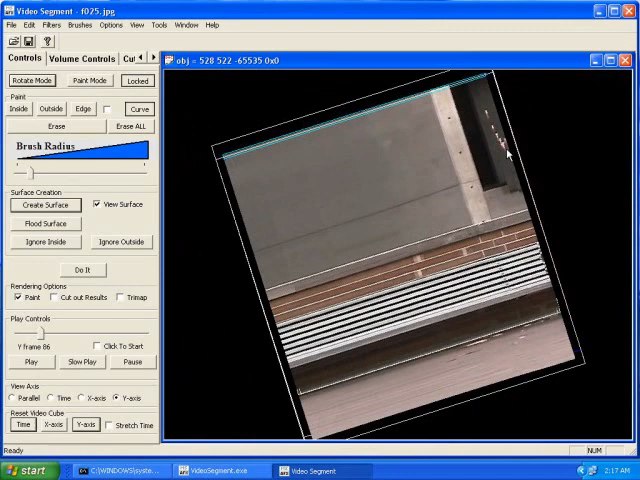 Video Segment - f025.jpg
File Edit Filters Brushes View Tools Window Help
Controls Volume Controls
obj = 528 522 -65535 0x0
Rotate Mode Paint Mode Locked
Paint
Inside Outside Edge Curve
Erase Erase ALL
Brush Radius
Surface Creation
Create Surface View Surface
Flood Surface
Ignore Inside Ignore Outside
Do It
Rendering Options
Paint Cut out Results Trimap
Play Controls
Y frame 86 Click To Start
Play Slow Play Pause
View Axis
Parallel Time X-axis Y-axis
Reset Video Cube
Time X-axis Y-axis Stretch Time
Ready NUM
start C:\WINDOWS\syste... videoSegment.exe Video Segment 2:17 AM